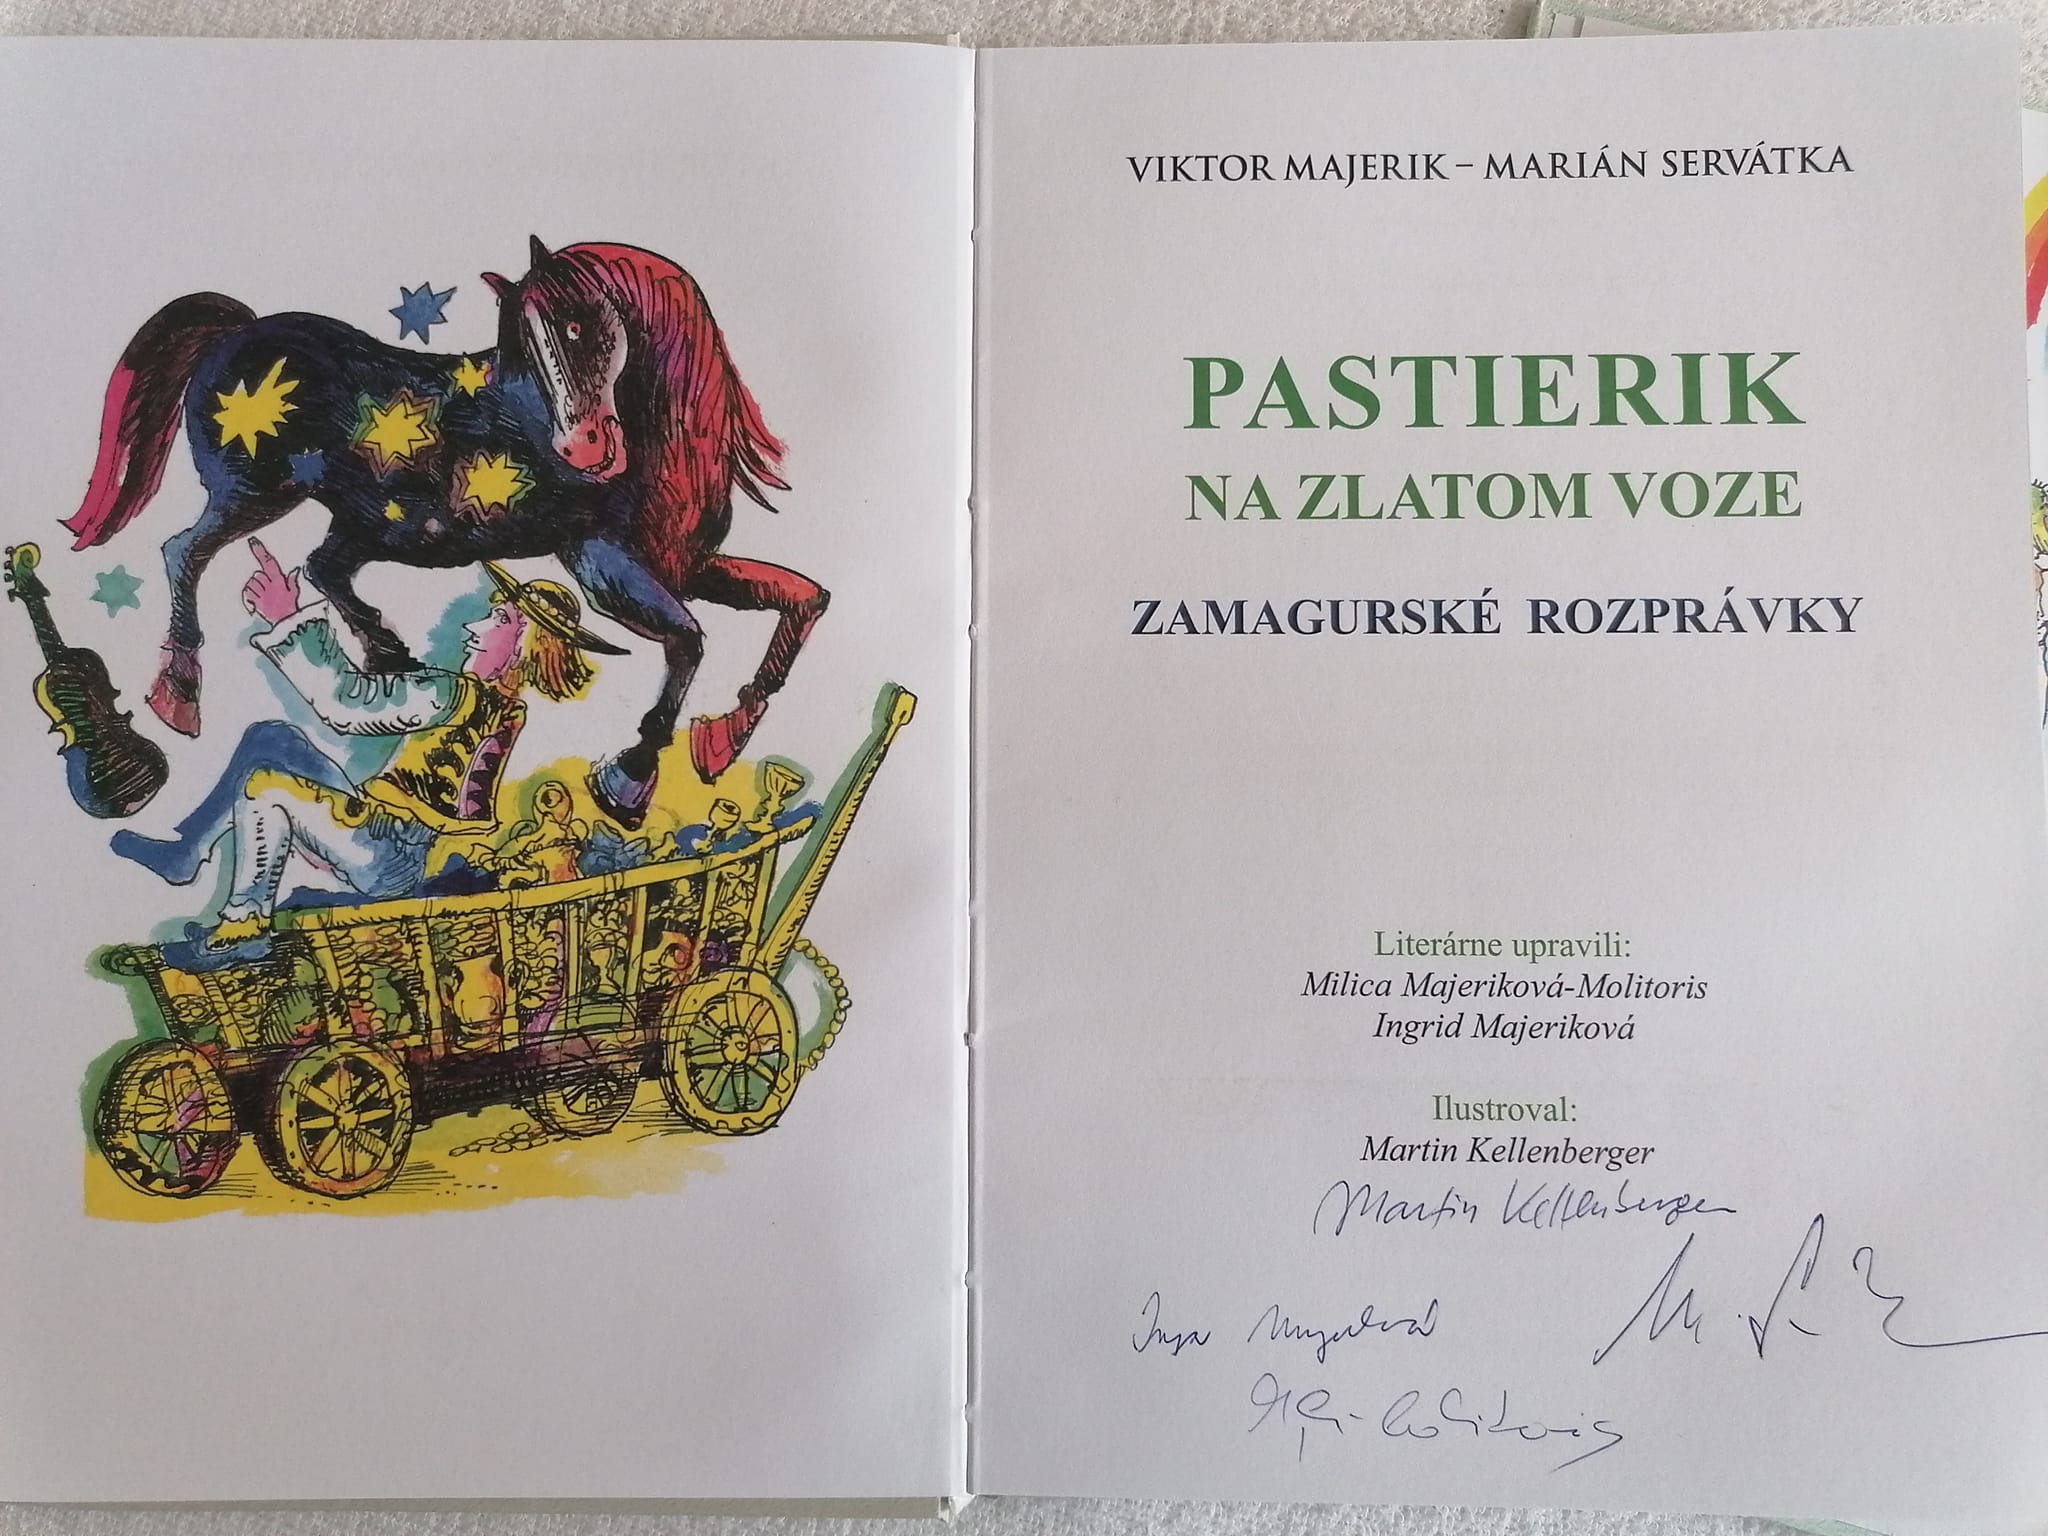 VIKTOR MAJERIK – MARIÁN SERVÁTKA
PASTIERIK
NA ZLATOM VOZE
ZAMAGURSKÉ ROZPRÁVKY
Literárne upravili:
Milica Majeriková-Molitoris
Ingrid Majeriková
Ilustroval:
Martin Kellenberger
Martin Kellenberger